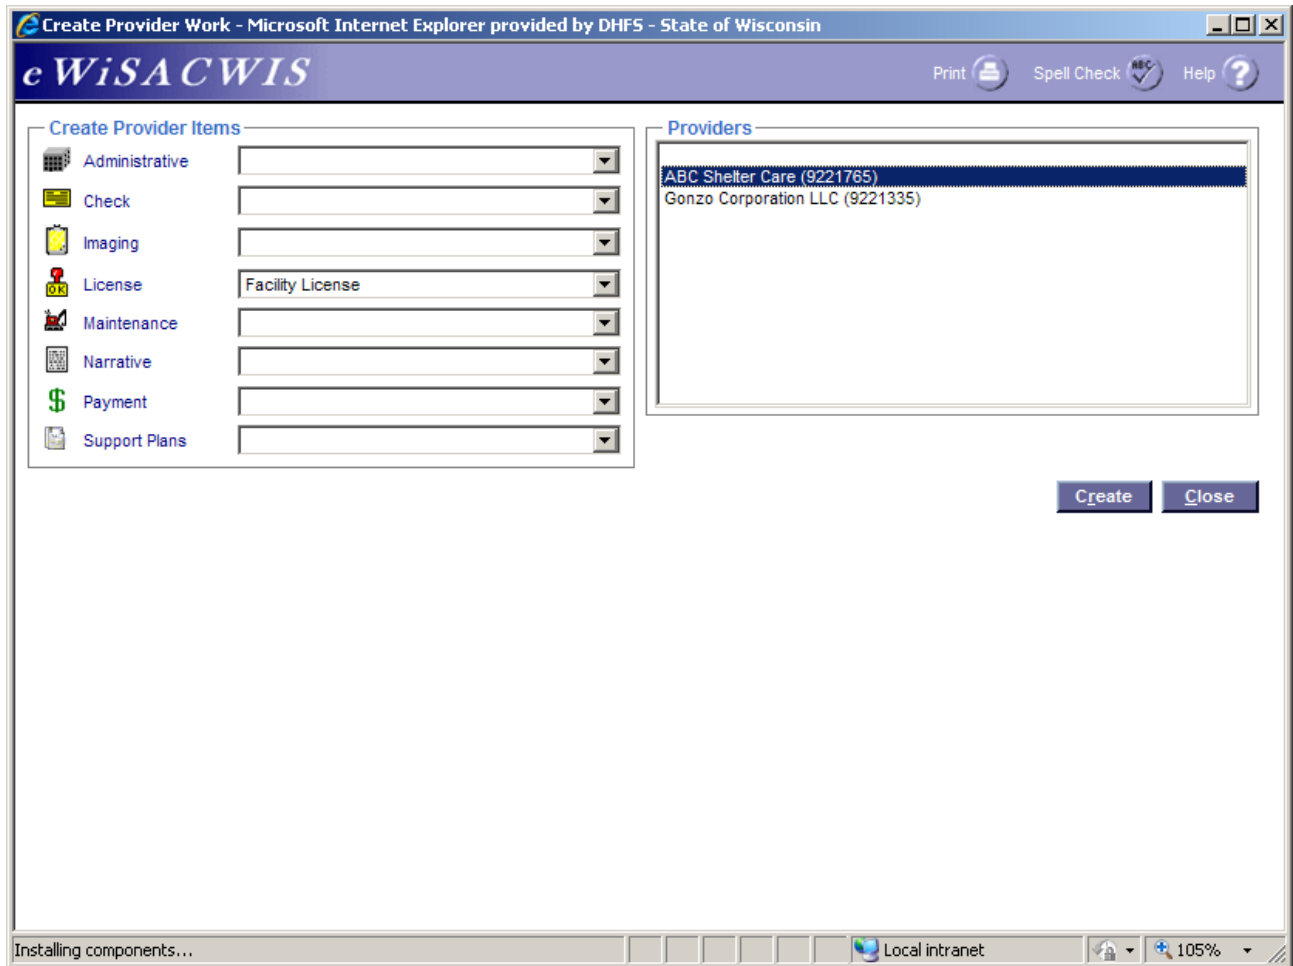 Create Provider Work - Microsoft Internet Explorer provided by DHFS - State of Wisconsin
e WiSACWIS
Print Spell Check ABC Help ?
Create Provider Items
Administrative
Check
Imaging
License Facility License
Maintenance
Narrative
$ Payment
Support Plans
Providers
ABC Shelter Care (9221765)
Gonzo Corporation LLC (9221335)
Create Close
Installing components... Local intranet 105%